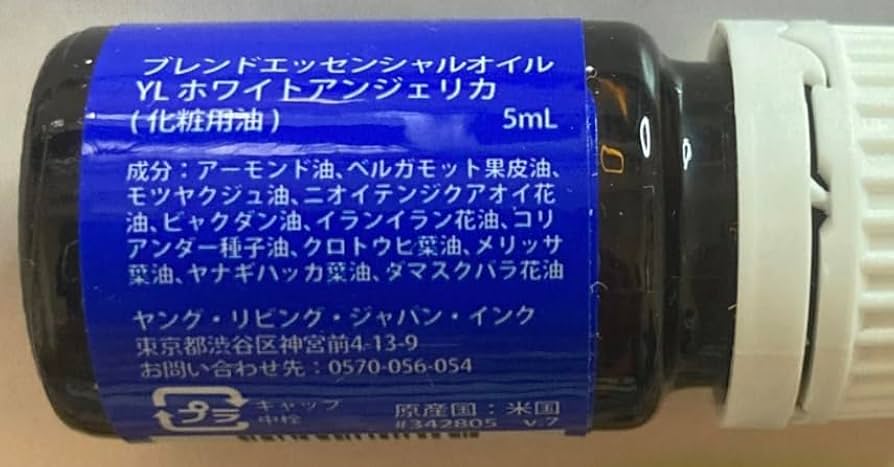 ブレンドエッセンシャルオイル
YL ホワイトアンジェリカ
(化粧用油) 5mL
成分：アーモンド油、ベルガモット果皮油、
モツヤクジュ油、ニオイテンジクアオイ花
油、ビャクダン油、イランイラン花油、コリ
アンダー種子油、クロトウヒ葉油、メリッサ
葉油、ヤナギハッカ葉油、ダマスクバラ花油
ヤング・リビング・ジャパン・インク
東京都渋谷区神宮前4-13-9
お問い合わせ先：0570-056-054
プラ キャップ 原産国：米国
中栓 #342805 v.7